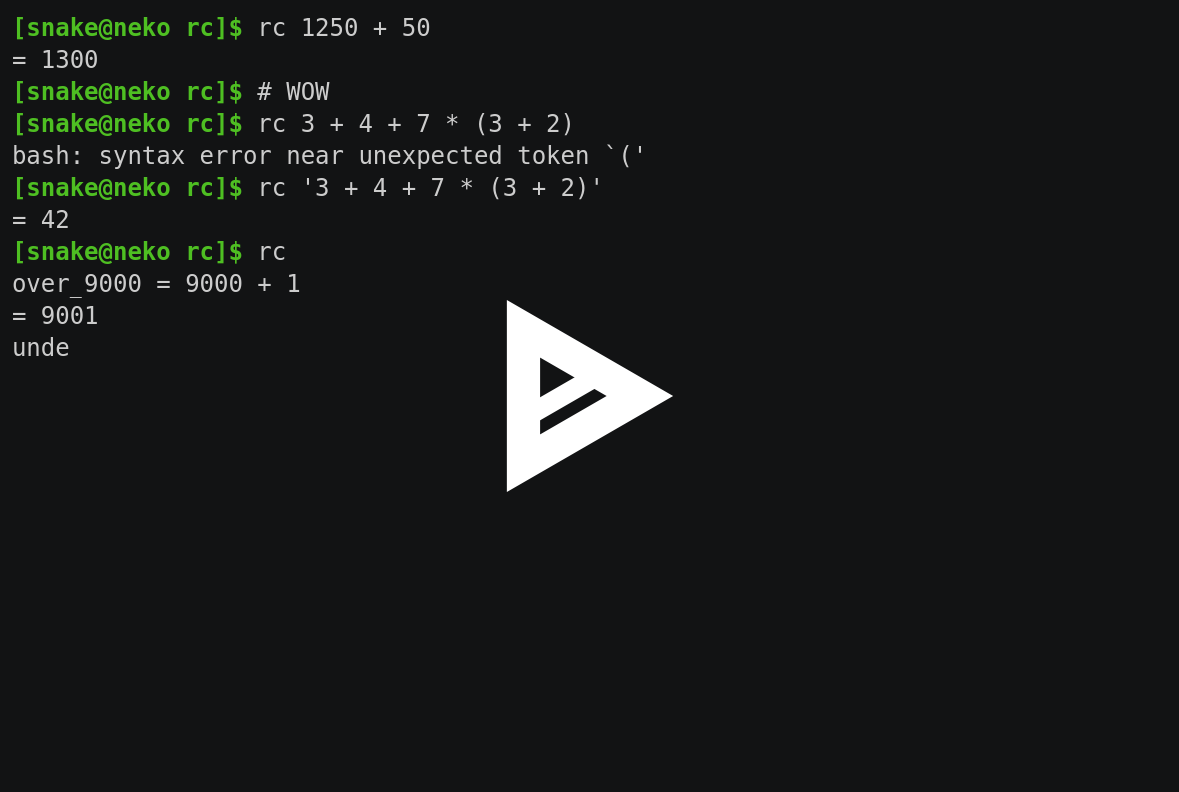 [snake@neko rc]$ rc 1250 + 50
= 1300
[snake@neko rc]$ # WOW
[snake@neko rc]$ rc 3 + 4 + 7 * (3 + 2)
bash: syntax error near unexpected token `('
[snake@neko rc]$ rc '3 + 4 + 7 * (3 + 2)'
= 42
[snake@neko rc]$ rc
over_9000 = 9000 + 1
= 9001
unde